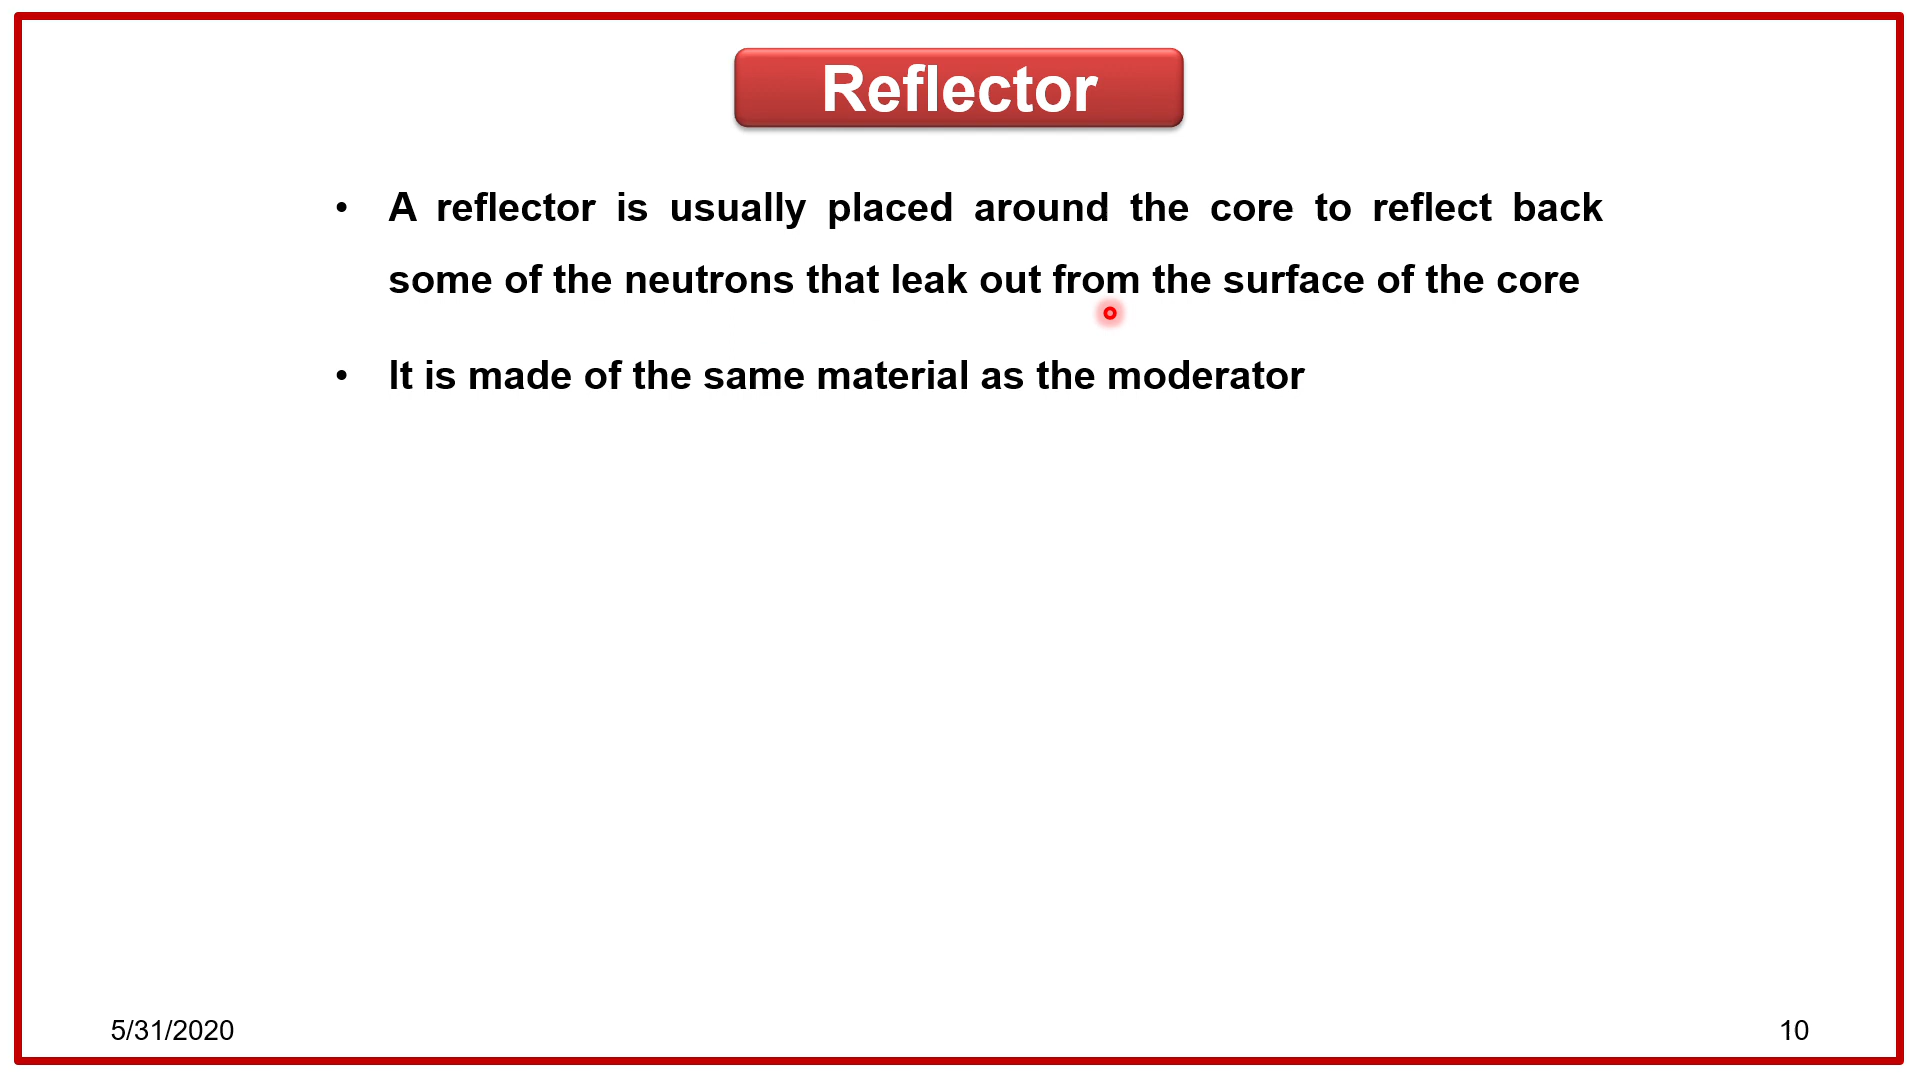 Reflector
• A reflector is usually placed around the core to reflect back
some of the neutrons that leak out from the surface of the core
• It is made of the same material as the moderator
5/31/2020
10